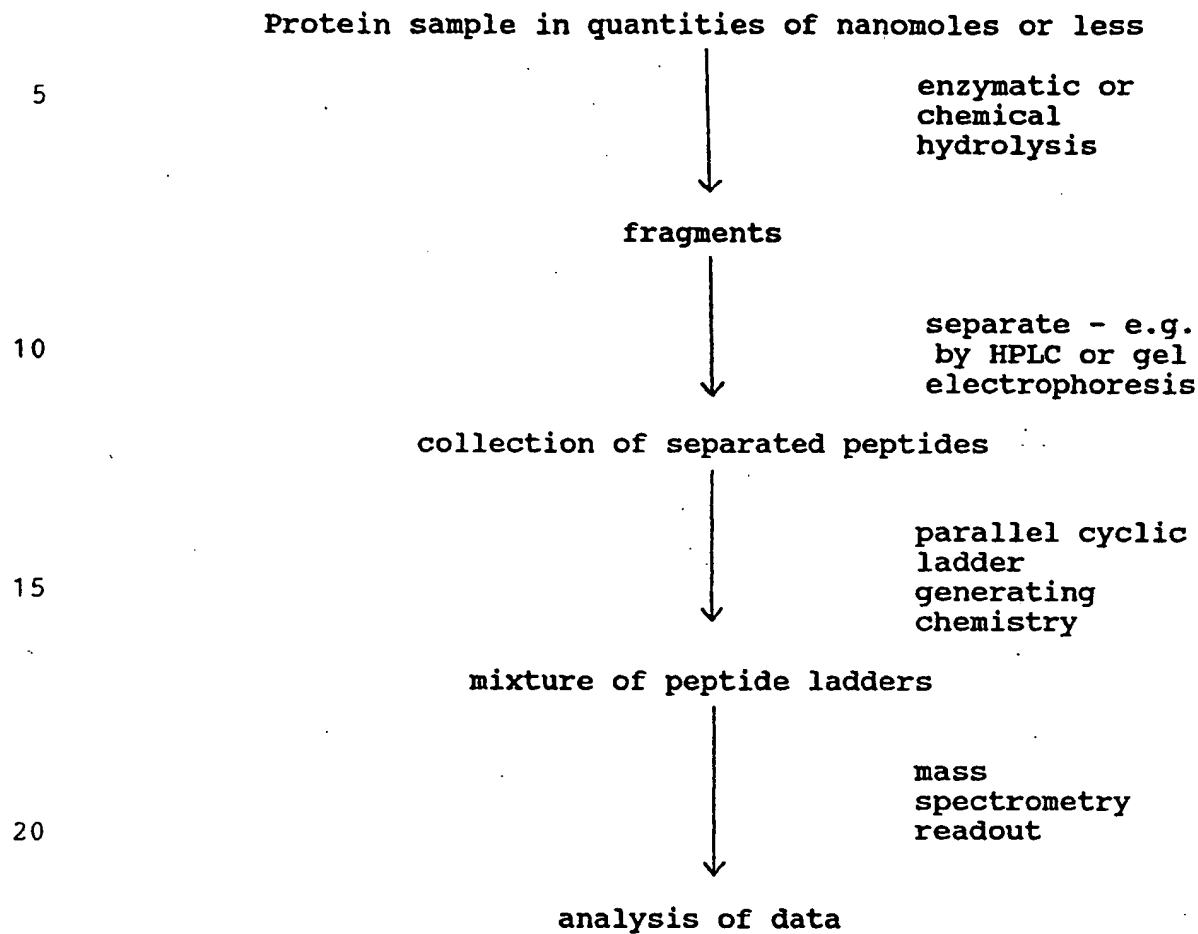 Protein sample in quantities of nanomoles or less
5
enzymatic or
chemical
hydrolysis
fragments
10
separate - e.g.
by HPLC or gel
electrophoresis
collection of separated peptides
parallel cyclic
ladder
15
generating
chemistry
mixture of peptide ladders
mass
spectrometry
20
readout
analysis of data